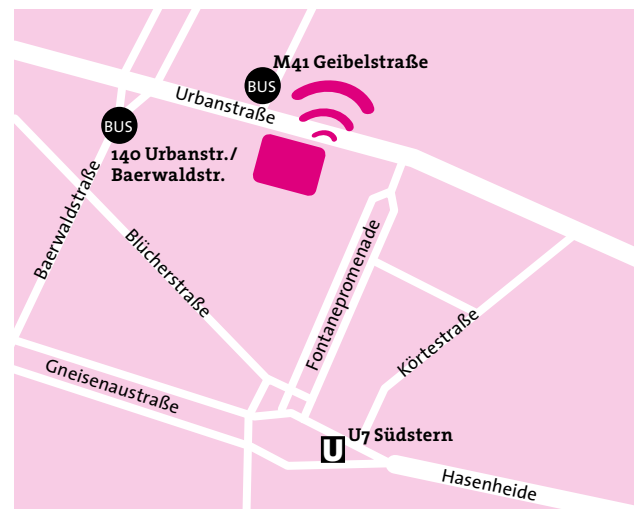 M41 Geibelstraße
BUS
Urbanstraße
BUS
140 Urbanstr./
Baerwaldstr.
Baerwaldstraße
Blücherstraße
Fontanepromenade
Körtestraße
Gneisenaustraße
U7 Südstern
U
Hasenheide